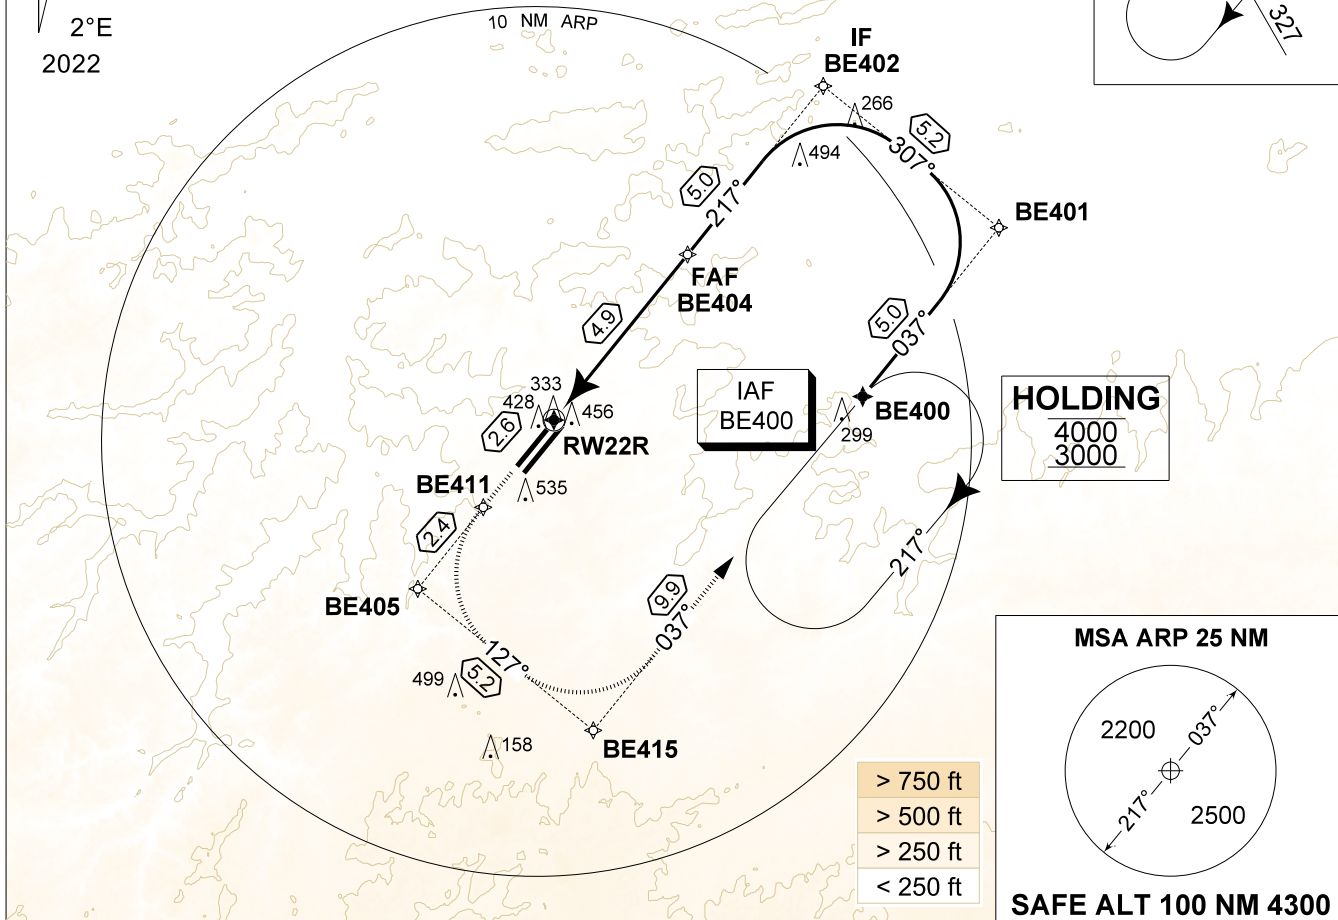 2°E
2022
10 NM ARP
327
IF
BE402
266
494
5.2
307°
5.0
217°
BE401
FAF
BE404
4.9
5.0
037°
IAF
BE400
BE400
299
HOLDING
4000
3000
333
428
456
2.6
RW22R
BE411
535
2.4
BE405
217°
9.9
037°
127°
5.2
499
158
BE415
MSA ARP 25 NM
2200
037°
217°
2500
> 750 ft
> 500 ft
> 250 ft
< 250 ft
SAFE ALT 100 NM 4300